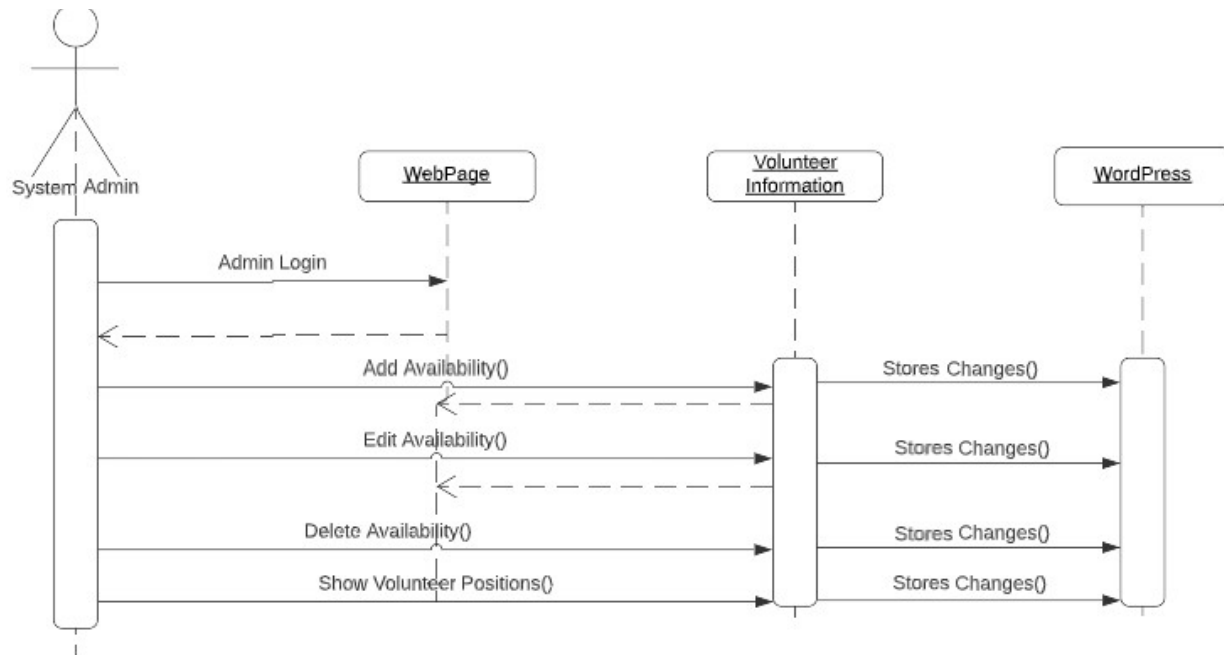 System Admin
WebPage
Volunteer
Information
WordPress
Admin Login
Add Availability()
Stores Changes()
Edit Availability()
Stores Changes()
Delete Availability()
Stores Changes()
Show Volunteer Positions()
Stores Changes()